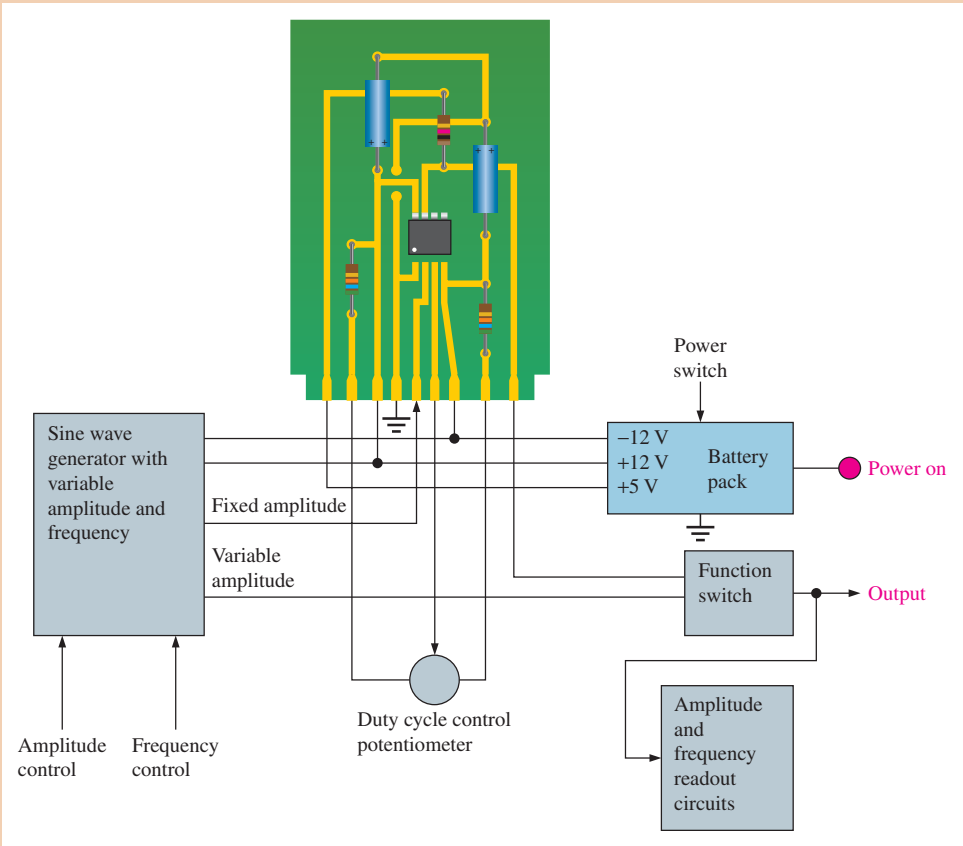 Power
switch
Sine wave
generator with
variable
amplitude and
frequency
−12 V
+12 V
+5 V
Battery
pack
Power on
Fixed amplitude
Variable
amplitude
Function
switch
Output
Duty cycle control
potentiometer
Amplitude
and
frequency
readout
circuits
Amplitude
control
Frequency
control
+ +
+ +